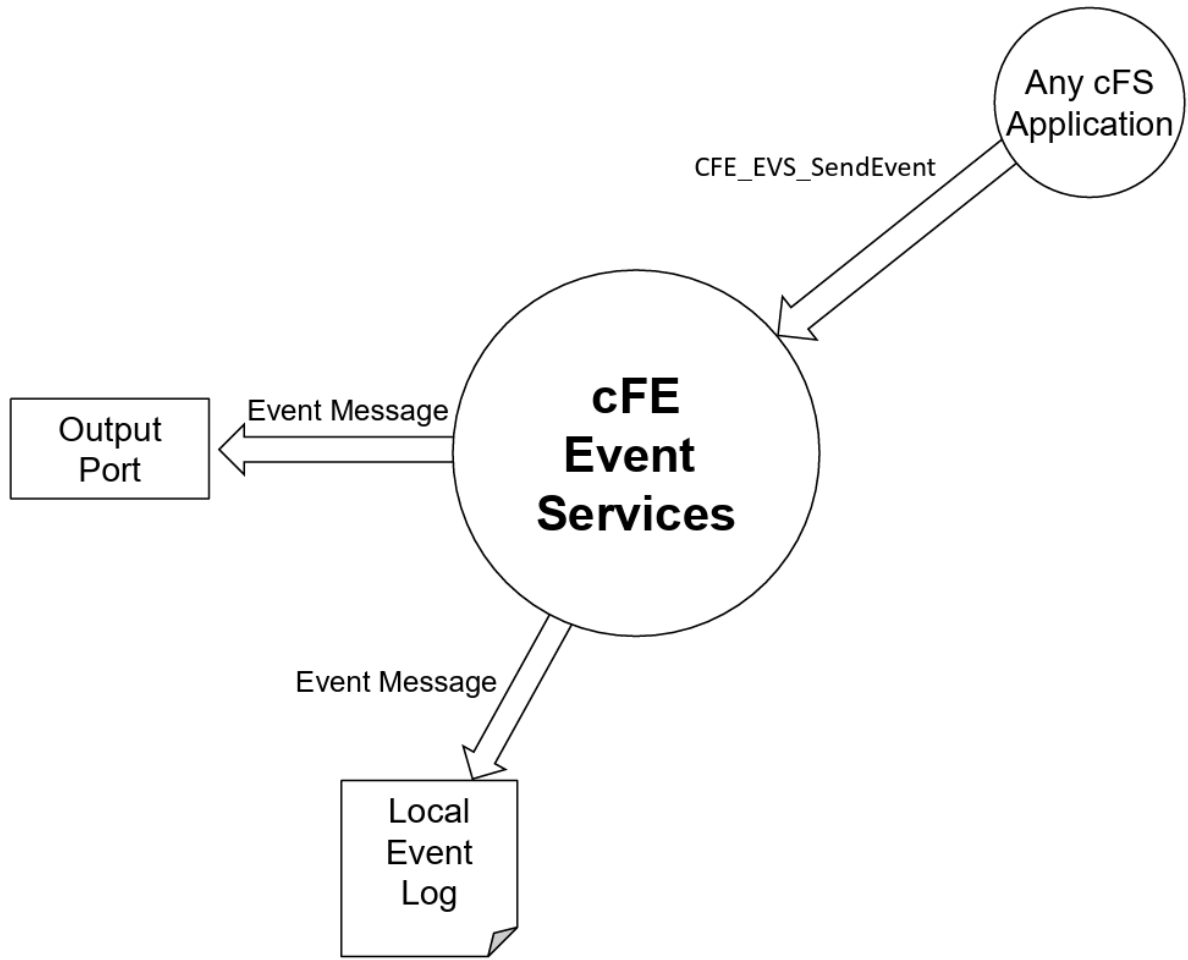 Any cFS
Application
CFE_EVS_SendEvent
cFE
Event
Services
Event Message
Output
Port
Event Message
Local
Event
Log